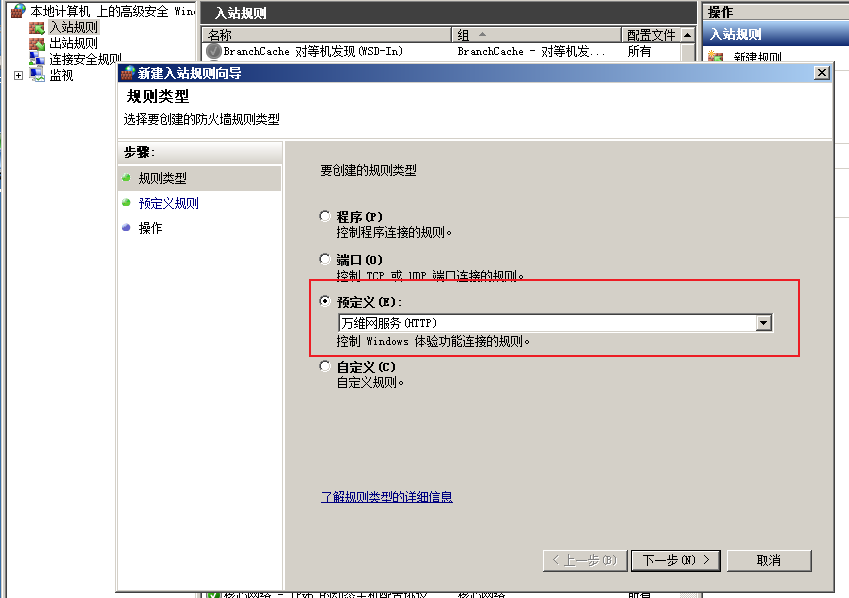 本地计算机 上的高级安全 Win
入站规则
出站规则
连接安全规则
监视
入站规则
名称 组 配置文件
BranchCache 对等机发现(WSD-In) BranchCache - 对等机发... 所有
操作
入站规则
新建规则
新建入站规则向导
规则类型
选择要创建的防火墙规则类型
步骤:
规则类型
预定义规则
操作
要创建的规则类型
程序(P)
控制程序连接的规则。
端口(O)
控制 TCP 或 UDP 端口连接的规则。
预定义(E):
万维网服务(HTTP)
控制 Windows 体验功能连接的规则。
自定义(C)
自定义规则。
了解规则类型的详细信息
< 上一步(B) 下一步(N) > 取消